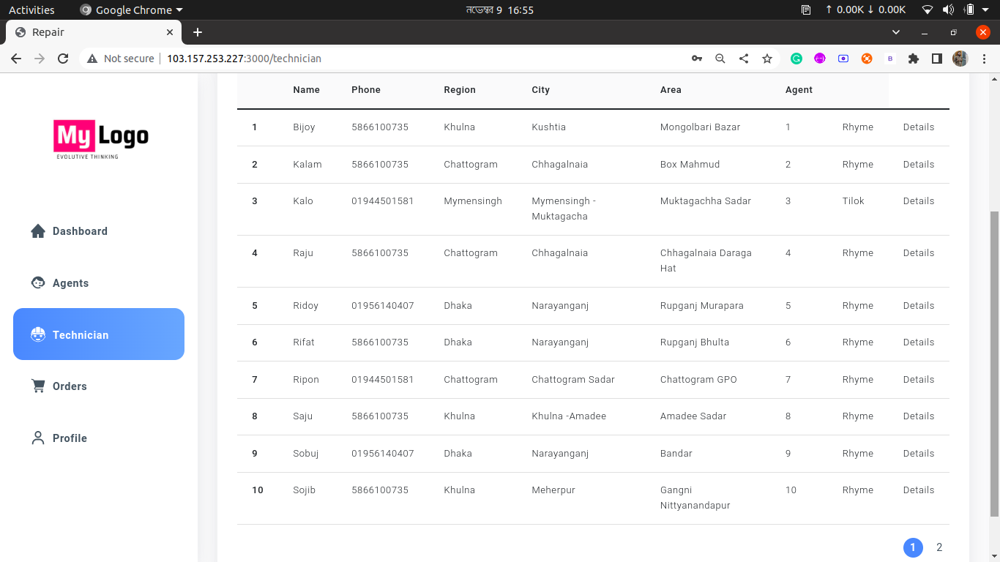 Activities Google Chrome নভেম্বর 9 16:55 ↑ 0.00K ↓ 0.00K
Repair
Not secure 103.157.253.227:3000/technician
My Logo
EVOLUTIVE THINKING
Dashboard
Agents
Technician
Orders
Profile
Name Phone Region City Area Agent
1 Bijoy 5866100735 Khulna Kushtia Mongolbari Bazar 1 Rhyme Details
2 Kalam 5866100735 Chattogram Chhagalnaia Box Mahmud 2 Rhyme Details
3 Kalo 01944501581 Mymensingh Mymensingh - Muktagachha Sadar 3 Tilok Details
Muktagacha
4 Raju 5866100735 Chattogram Chhagalnaia Chhagalnaia Daraga 4 Rhyme Details
Hat
5 Ridoy 01956140407 Dhaka Narayanganj Rupganj Murapara 5 Rhyme Details
6 Rifat 5866100735 Dhaka Narayanganj Rupganj Bhulta 6 Rhyme Details
7 Ripon 01944501581 Chattogram Chattogram Sadar Chattogram GPO 7 Rhyme Details
8 Saju 5866100735 Khulna Khulna -Amadee Amadee Sadar 8 Rhyme Details
9 Sobuj 01956140407 Dhaka Narayanganj Bandar 9 Rhyme Details
10 Sojib 5866100735 Khulna Meherpur Gangni 10 Rhyme Details
Nittyanandapur
1 2